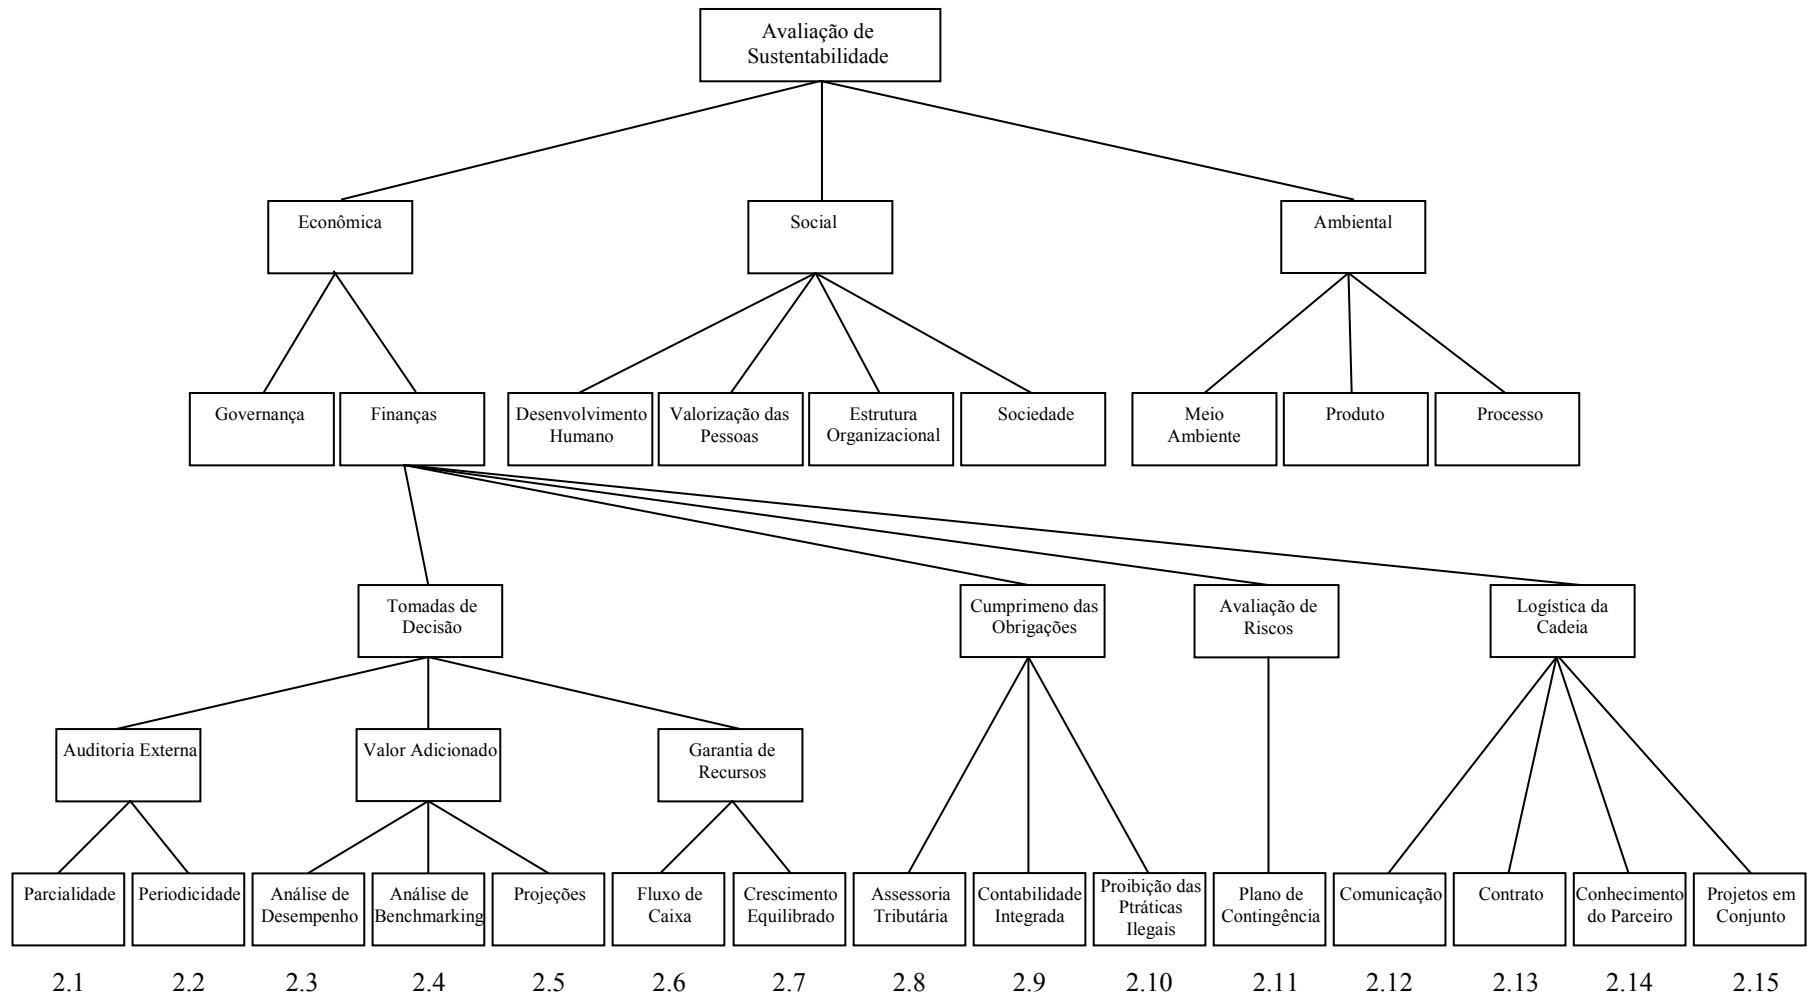 Avaliação de
Sustentabilidade
Econômica
Social
Ambiental
Governança
Finanças
Desenvolvimento
Humano
Valorização das
Pessoas
Estrutura
Organizacional
Sociedade
Meio
Ambiente
Produto
Processo
Tomadas de
Decisão
Cumprimeno das
Obrigações
Avaliação de
Riscos
Logística da
Cadeia
Auditoria Externa
Valor Adicionado
Garantia de
Recursos
Parcialidade
Periodicidade
Análise de
Desempenho
Análise de
Benchmarking
Projeções
Fluxo de
Caixa
Crescimento
Equilibrado
Assessoria
Tributária
Contabilidade
Integrada
Proibição das
Ptráticas
Ilegais
Plano de
Contingência
Comunicação
Contrato
Conhecimento
do Parceiro
Projetos em
Conjunto
2.1 2.2 2.3 2.4 2.5 2.6 2.7 2.8 2.9 2.10 2.11 2.12 2.13 2.14 2.15